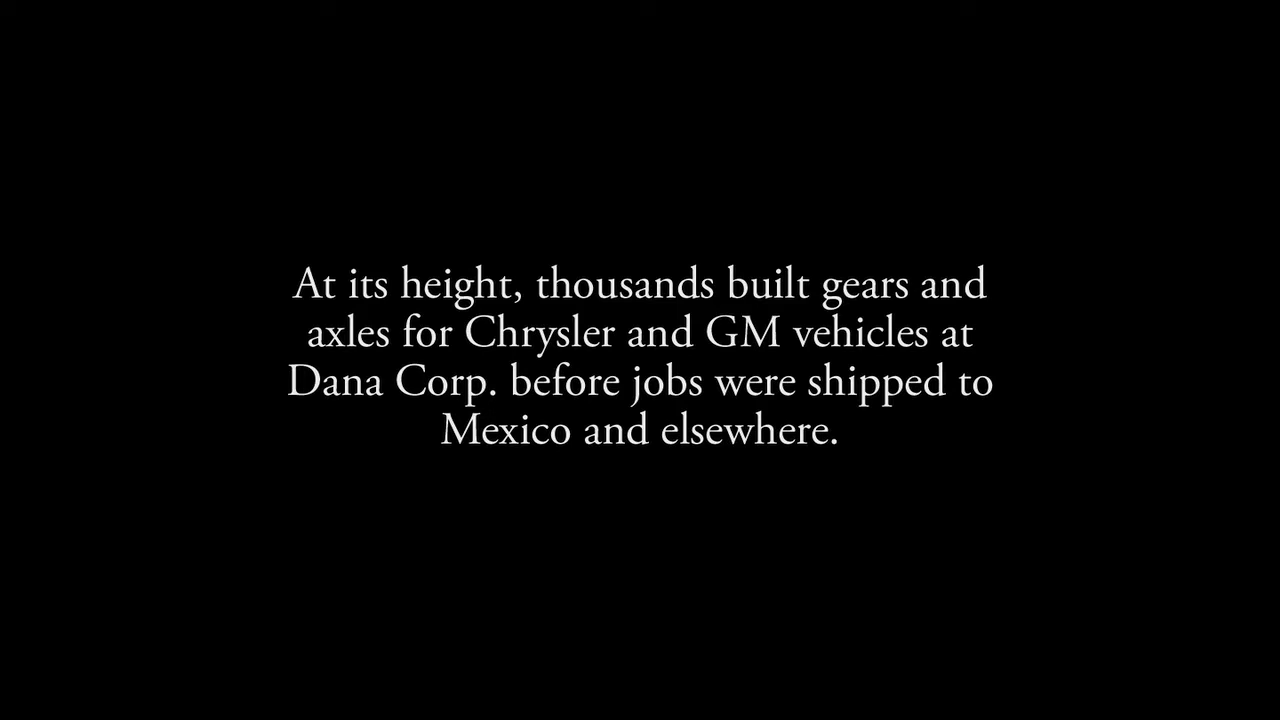 At its height, thousands built gears and
axles for Chrysler and GM vehicles at
Dana Corp. before jobs were shipped to
Mexico and elsewhere.